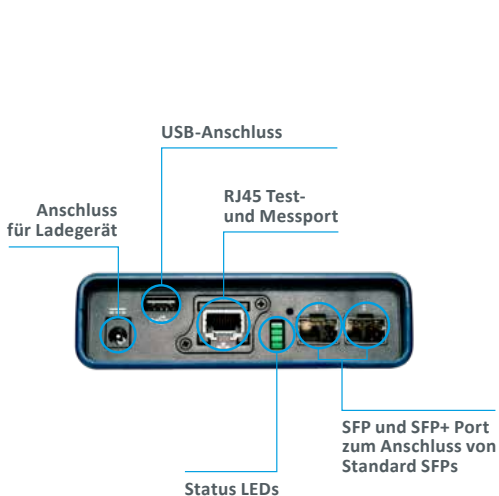 USB-Anschluss
RJ45 Test-
und Messport
Anschluss
für Ladegerät
SFP und SFP+ Port
zum Anschluss von
Standard SFPs
Status LEDs